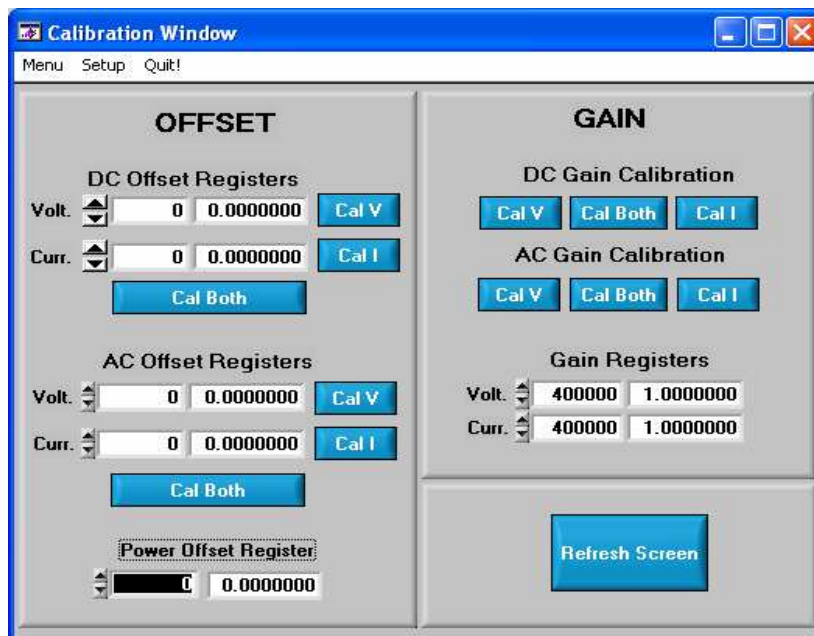 Calibration Window
Menu Setup Quit!
OFFSET
DC Offset Registers
Volt. 0 0.0000000 Cal V
Curr. 0 0.0000000 Cal I
Cal Both
AC Offset Registers
Volt. 0 0.0000000 Cal V
Curr. 0 0.0000000 Cal I
Cal Both
Power Offset Register
0 0.0000000
GAIN
DC Gain Calibration
Cal V Cal Both Cal I
AC Gain Calibration
Cal V Cal Both Cal I
Gain Registers
Volt. 400000 1.0000000
Curr. 400000 1.0000000
Refresh Screen